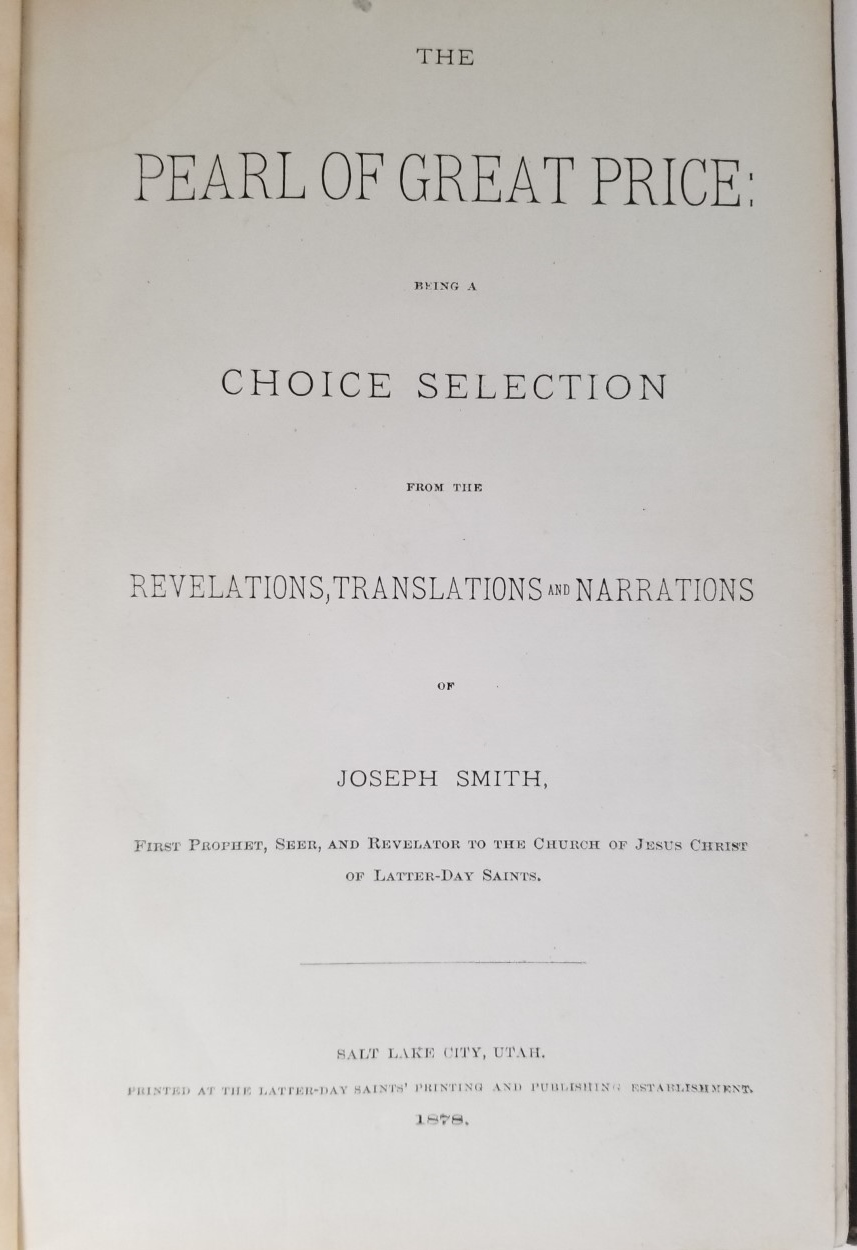 THE
PEARL OF GREAT PRICE:
BEING A
CHOICE SELECTION
FROM THE
REVELATIONS, TRANSLATIONS AND NARRATIONS
OF
JOSEPH SMITH,
FIRST PROPHET, SEER, AND REVELATOR TO THE CHURCH OF JESUS CHRIST
OF LATTER-DAY SAINTS.
SALT LAKE CITY, UTAH.
PRINTED AT THE LATTER-DAY SAINTS' PRINTING AND PUBLISHING ESTABLISHMENT.
1878.